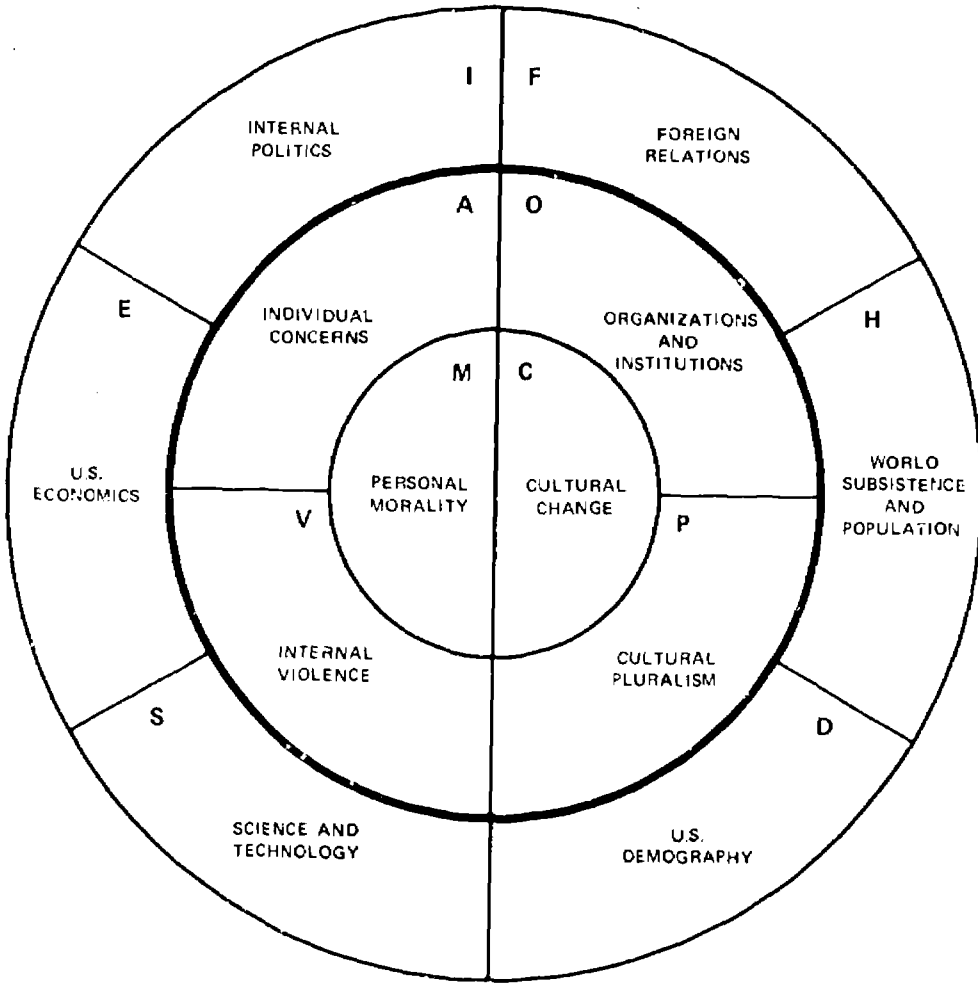 I
F
INTERNAL
POLITICS
FOREIGN
RELATIONS
A
O
E
H
INDIVIDUAL
CONCERNS
ORGANIZATIONS
AND
INSTITUTIONS
M
C
U.S.
ECONOMICS
PERSONAL
MORALITY
CULTURAL
CHANGE
WORLD
SUBSISTENCE
AND
POPULATION
V
P
INTERNAL
VIOLENCE
CULTURAL
PLURALISM
S
D
SCIENCE AND
TECHNOLOGY
U.S.
DEMOGRAPHY